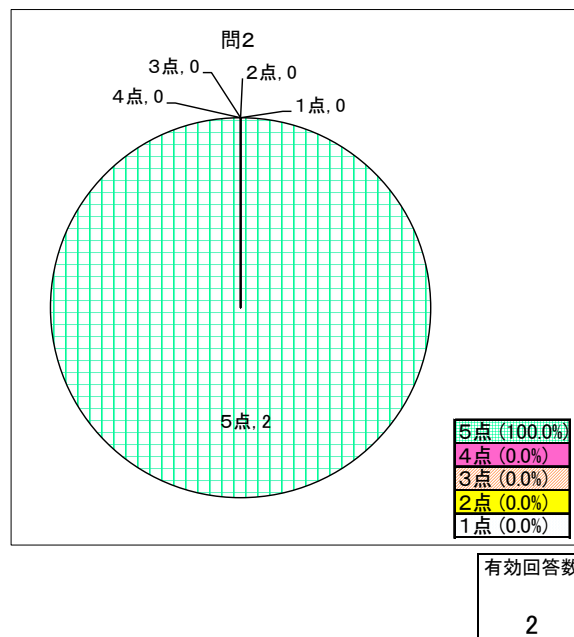 問2
3点, 0
2点, 0
4点, 0
1点, 0
5点, 2
5点 (100.0%)
4点 (0.0%)
3点 (0.0%)
2点 (0.0%)
1点 (0.0%)
有効回答数
2